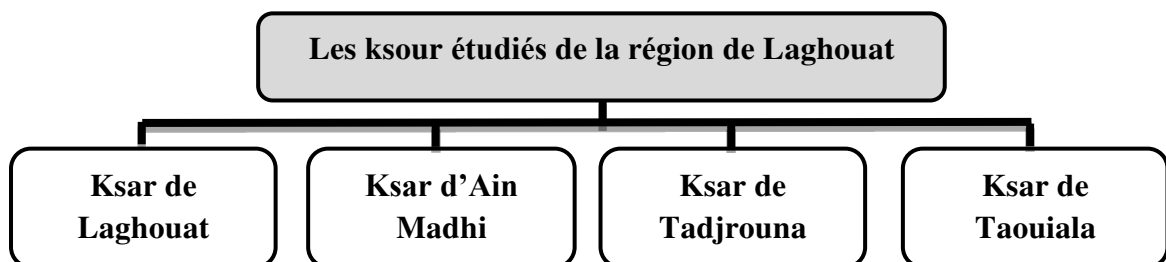 Les ksour étudiés de la région de Laghouat
Ksar de
Laghouat
Ksar d’Ain
Madhi
Ksar de
Tadjrouna
Ksar de
Taouiala